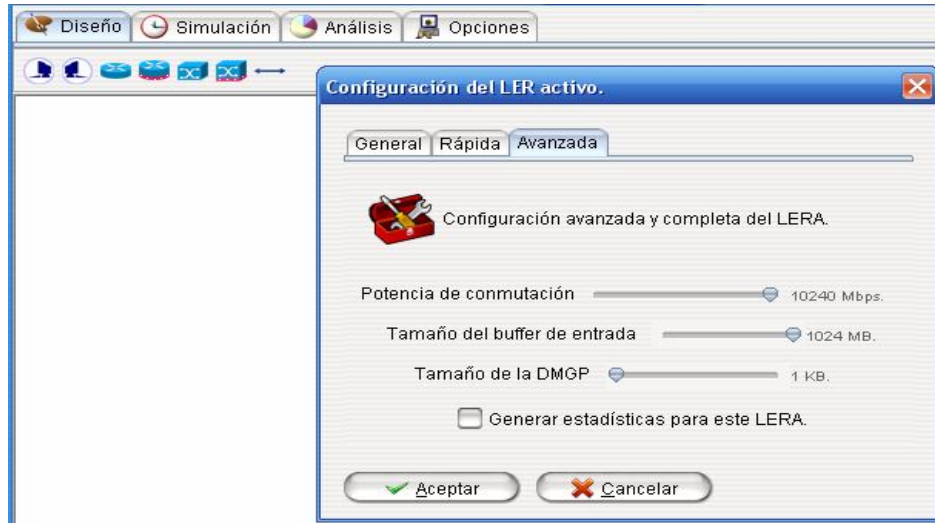 Diseño Simulación Análisis Opciones
Configuración del LER activo.
General Rápida Avanzada
Configuración avanzada y completa del LERA.
Potencia de conmutación 10240 Mbps.
Tamaño del buffer de entrada 1024 MB.
Tamaño de la DMGP 1 KB.
Generar estadísticas para este LERA.
Aceptar Cancelar